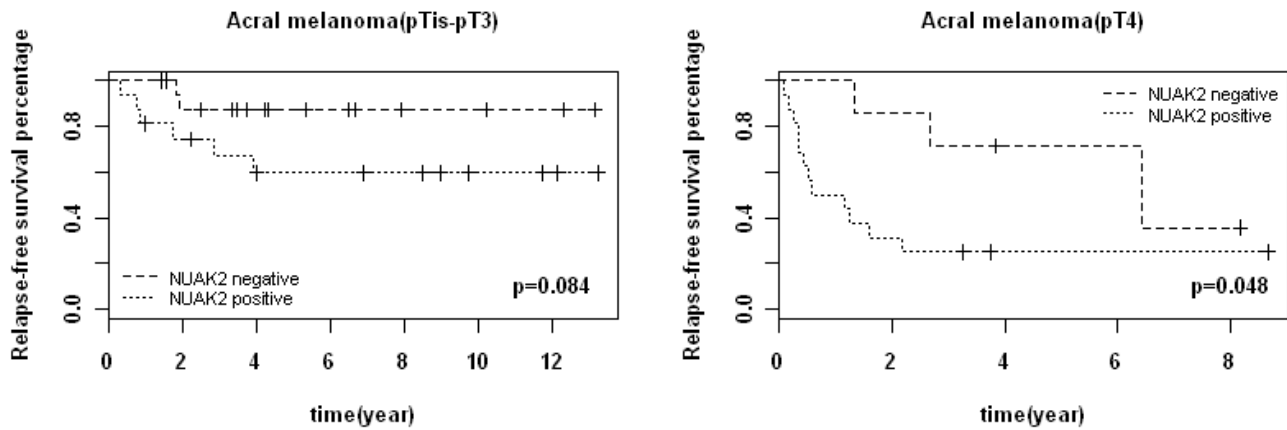 Acral melanoma(pTis-pT3)
Relapse-free survival percentage
0.8
0.4
0.0
NUAK2 negative
NUAK2 positive
p=0.084
0 2 4 6 8 10 12
time(year)
Acral melanoma(pT4)
Relapse-free survival percentage
0.8
0.4
0.0
NUAK2 negative
NUAK2 positive
p=0.048
0 2 4 6 8
time(year)